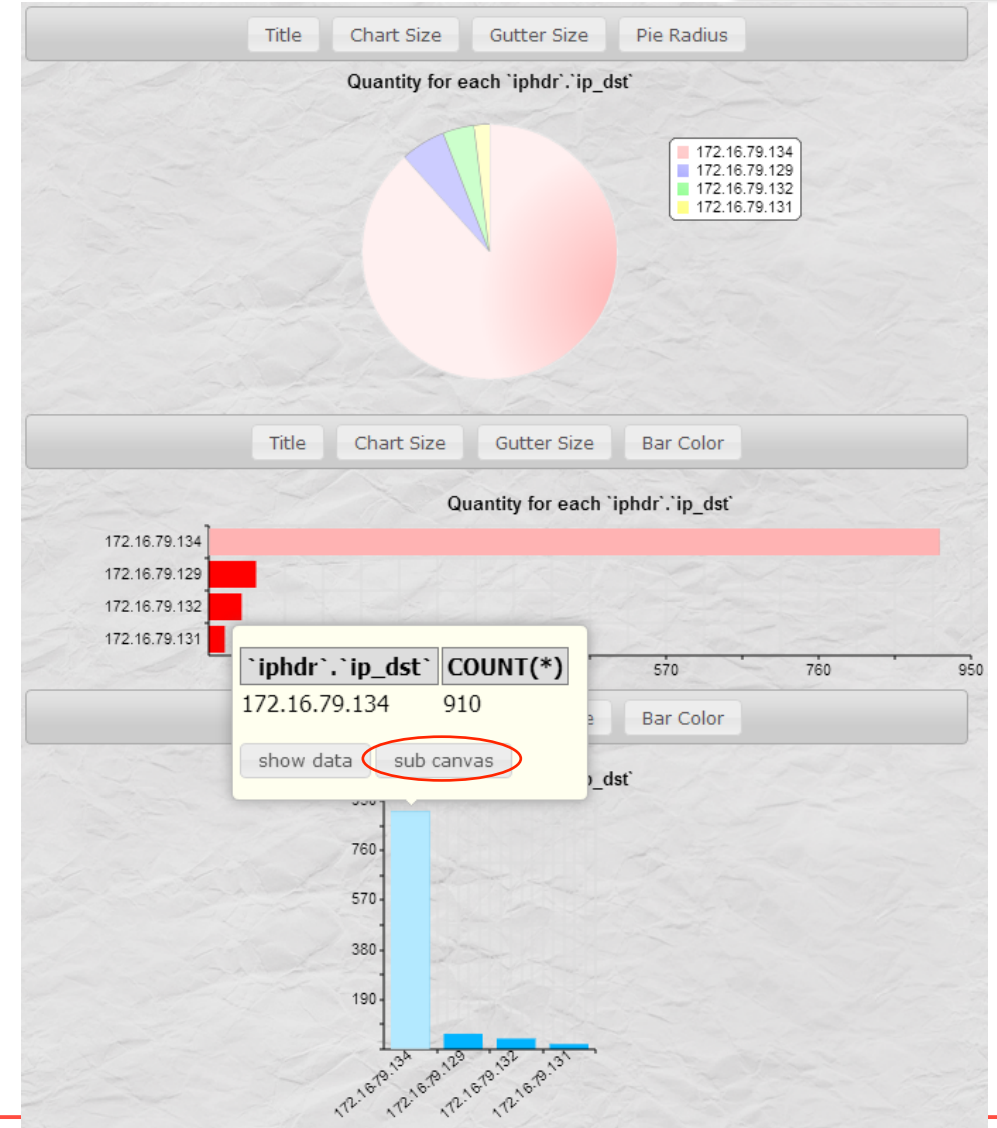 Title Chart Size Gutter Size Pie Radius
Quantity for each `iphdr`.`ip_dst`
172.16.79.134
172.16.79.129
172.16.79.132
172.16.79.131
Title Chart Size Gutter Size Bar Color
Quantity for each `iphdr`.`ip_dst`
172.16.79.134
172.16.79.129
172.16.79.132
172.16.79.131
570 760 950
`iphdr`.`ip_dst` COUNT(*)
172.16.79.134 910
show data sub canvas
Bar Color
760
570
380
190
172.16.79.134
172.16.79.129
172.16.79.132
172.16.79.131